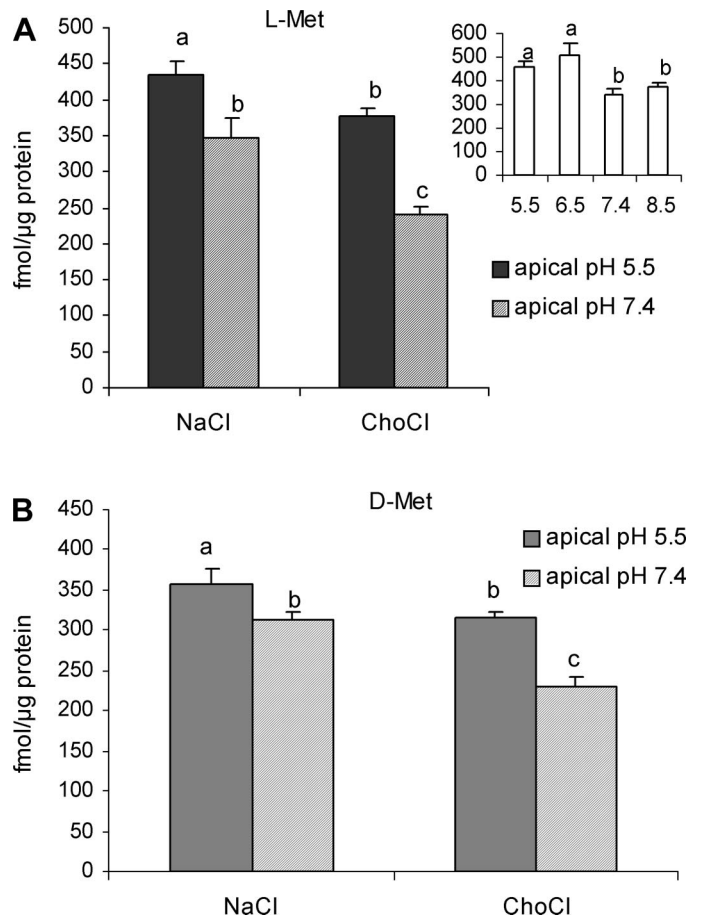 A
L-Met
500
450
400
350
300
250
200
150
100
50
0
fmol/µg protein
a
b
b
c
NaCl
ChoCl
600
500
400
300
200
100
0
a
a
b
b
5.5 6.5 7.4 8.5
apical pH 5.5
apical pH 7.4
B
D-Met
450
400
350
300
250
200
150
100
50
0
fmol/µg protein
a
b
b
c
apical pH 5.5
apical pH 7.4
NaCl
ChoCl